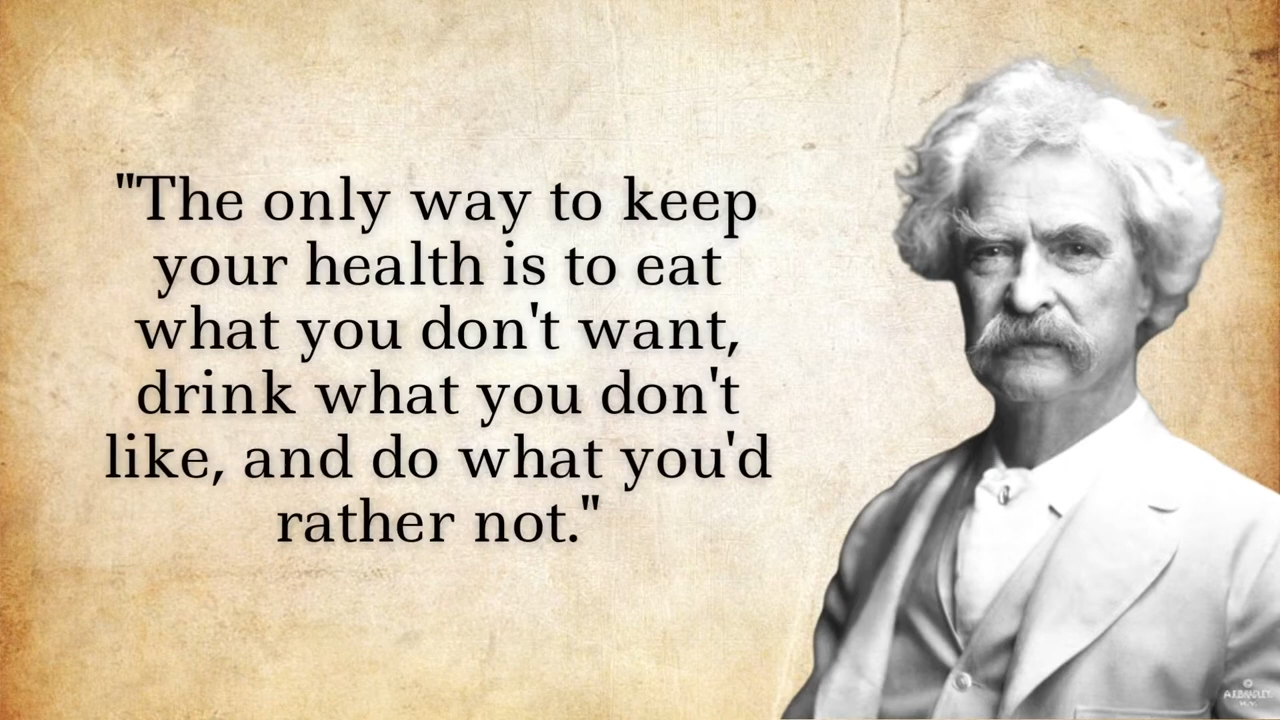 "The only way to keep
your health is to eat
what you don't want,
drink what you don't
like, and do what you'd
rather not."